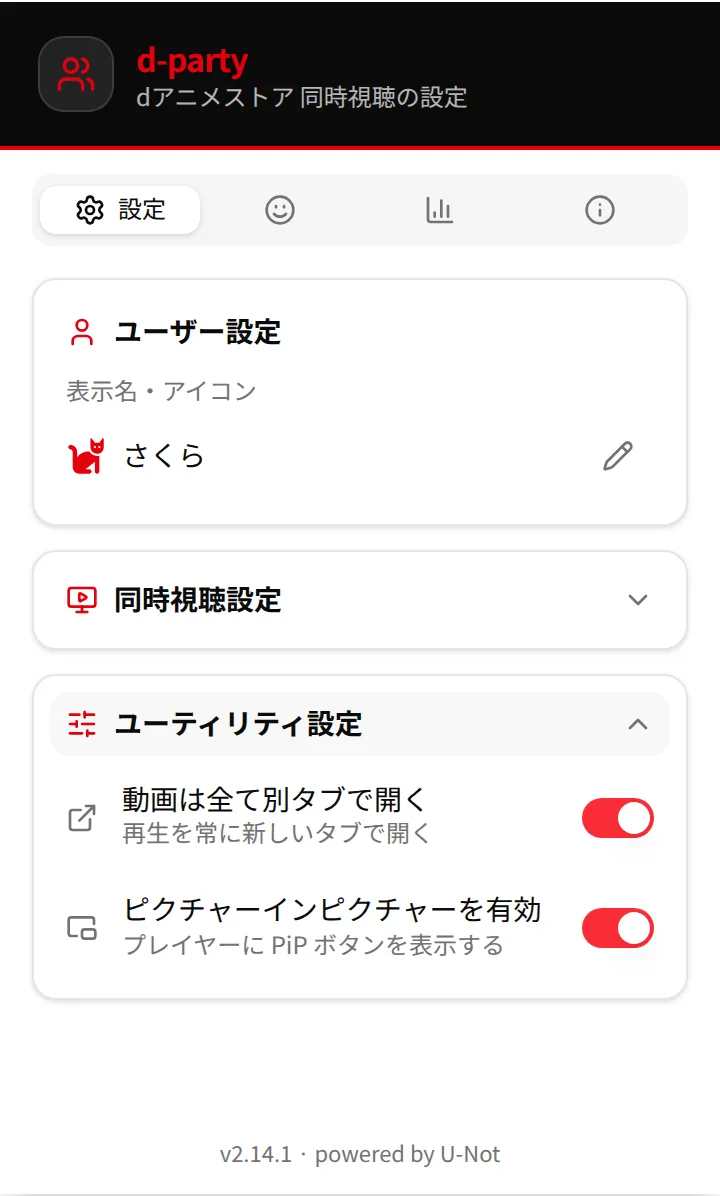 d-party
dアニメストア 同時視聴の設定
設定
ユーザー設定
表示名・アイコン
さくら
同時視聴設定
ユーティリティ設定
動画は全て別タブで開く
再生を常に新しいタブで開く
ピクチャーインピクチャーを有効
プレイヤーに PiP ボタンを表示する
v2.14.1 · powered by U-Not